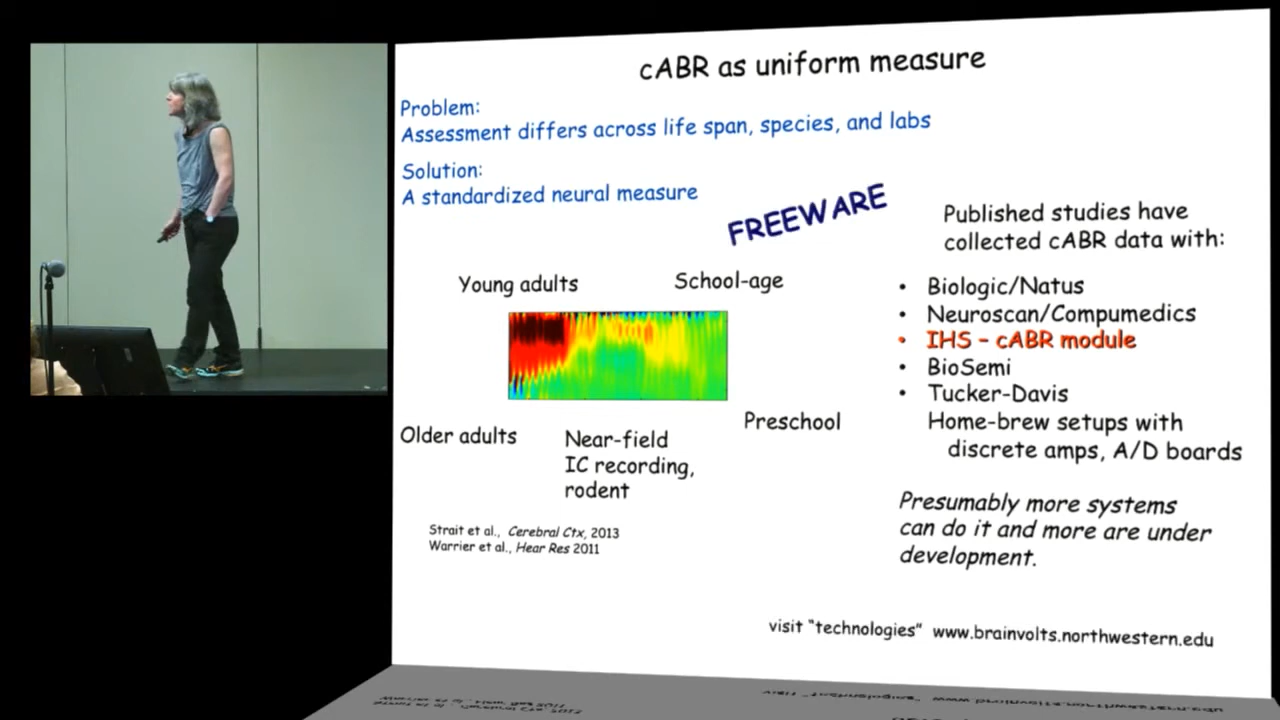 cABR as uniform measure
Problem:
Assessment differs across life span, species, and labs
Solution:
A standardized neural measure
FREEWARE
Young adults
School-age
Older adults
Near-field
IC recording,
rodent
Preschool
Strait et al., Cerebral Ctx, 2013
Warrier et al., Hear Res 2011
Published studies have
collected cABR data with:
• Biologic/Natus
• Neuroscan/Compumedics
• IHS – cABR module
• BioSemi
• Tucker-Davis
Home-brew setups with
discrete amps, A/D boards
Presumably more systems
can do it and more are under
development.
visit “technologies” www.brainvolts.northwestern.edu